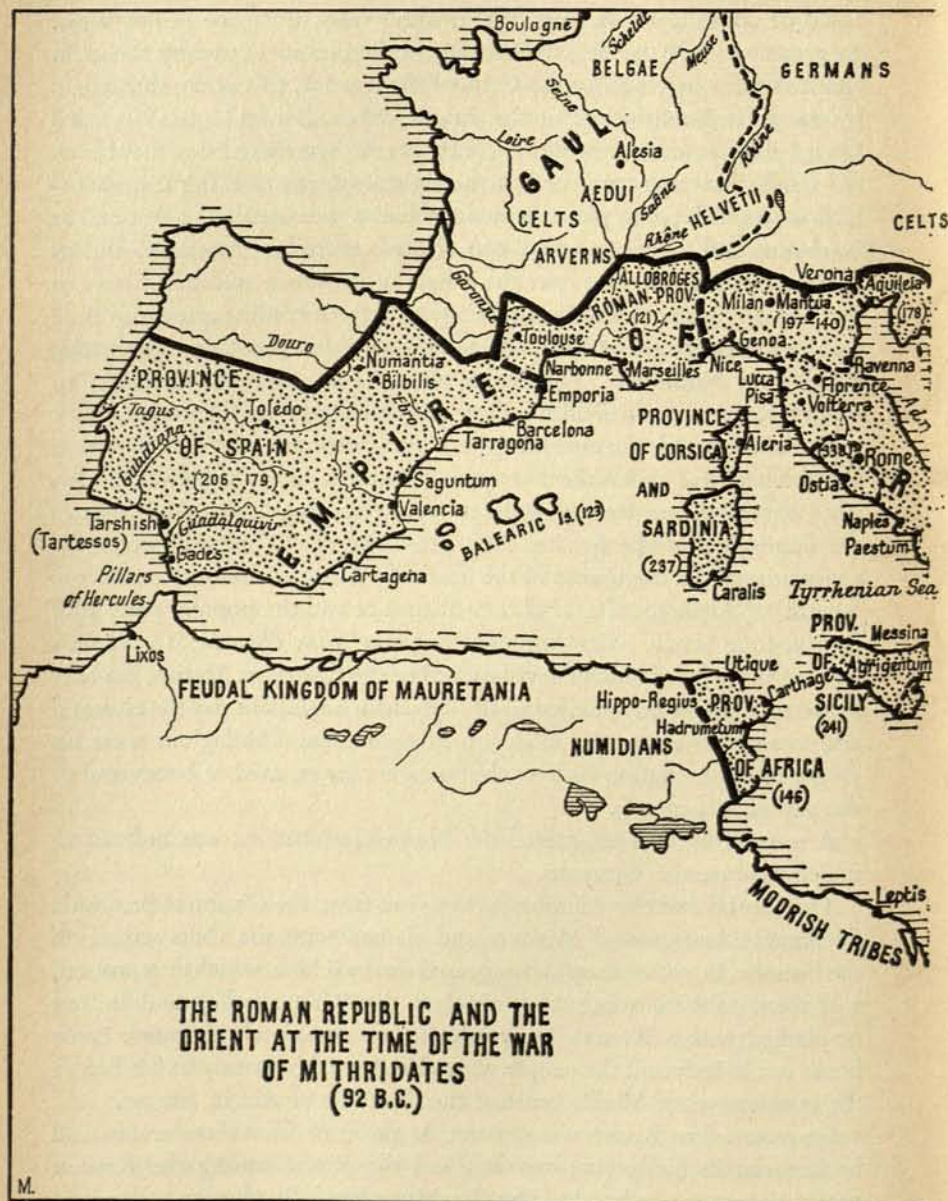 Boulogne
Scheldt
Meuse
BELGAE
GERMANS
Seine
Rhine
Loire
GAUL
Alesia
AEDUI
Saône
HELVETII
CELTS
CELTS
Rhône
ARVERNS
Garonne
ALLOBROGES
ROMAN PROV.
(121)
Verona
Aquileia
Milan
Mantua
(197-140)
(178)
Douro
Toulouse
OF
Genoa
Numantia
Narbonne
Marseilles
Nice
Ravenna
Bilbilis
Lucca
Florence
PROVINCE
Pisa
Emporia
Volterra
Adri
Tagus
Toledo
Ebro
EMPIRE
Barcelona
PROVINCE
Guadiana
OF SPAIN
Tarragona
OF CORSICA
Aleria
(338)
Rome
(206-179)
Saguntum
AND
Ostia
R
Valencia
BALEARIC Is. (123)
SARDINIA
Naples
Tarshish
(Tartessos)
Guadalquivir
(237)
Paestum
Gades
Cartagena
Caralis
Tyrrhenian Sea
Pillars
of Hercules
PROV.
Messina
Lixos
Utique
OF
Agrigentum
FEUDAL KINGDOM OF MAURETANIA
Hippo-Regius
PROV.
Carthage
SICILY
Hadrumetum
(241)
NUMIDIANS
OF AFRICA
(146)
MOORISH TRIBES
Leptis
THE ROMAN REPUBLIC AND THE
ORIENT AT THE TIME OF THE WAR
OF MITHRIDATES
(92 B.C.)
M.